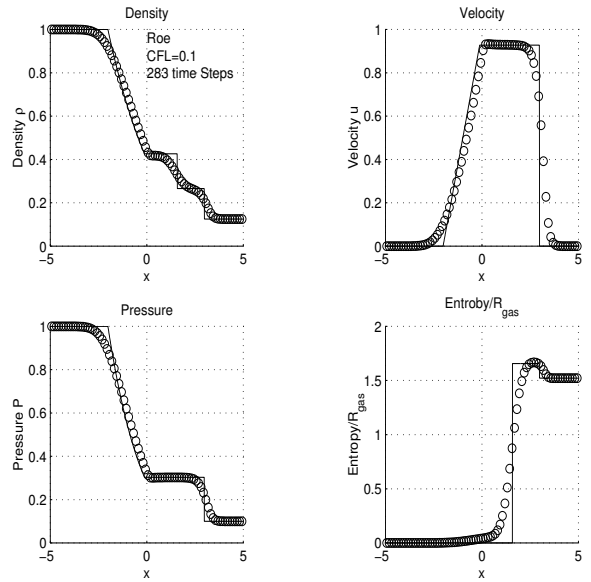 Density
Roe
CFL=0.1
283 time Steps
Density ρ
1
0.8
0.6
0.4
0.2
0
−5
0
5
x
Velocity
Velocity u
1
0.8
0.6
0.4
0.2
0
−5
0
5
x
Pressure
Pressure P
1
0.8
0.6
0.4
0.2
0
−5
0
5
x
Entroby/R_gas
Entropy/R_gas
2
1.5
1
0.5
0
−5
0
5
x